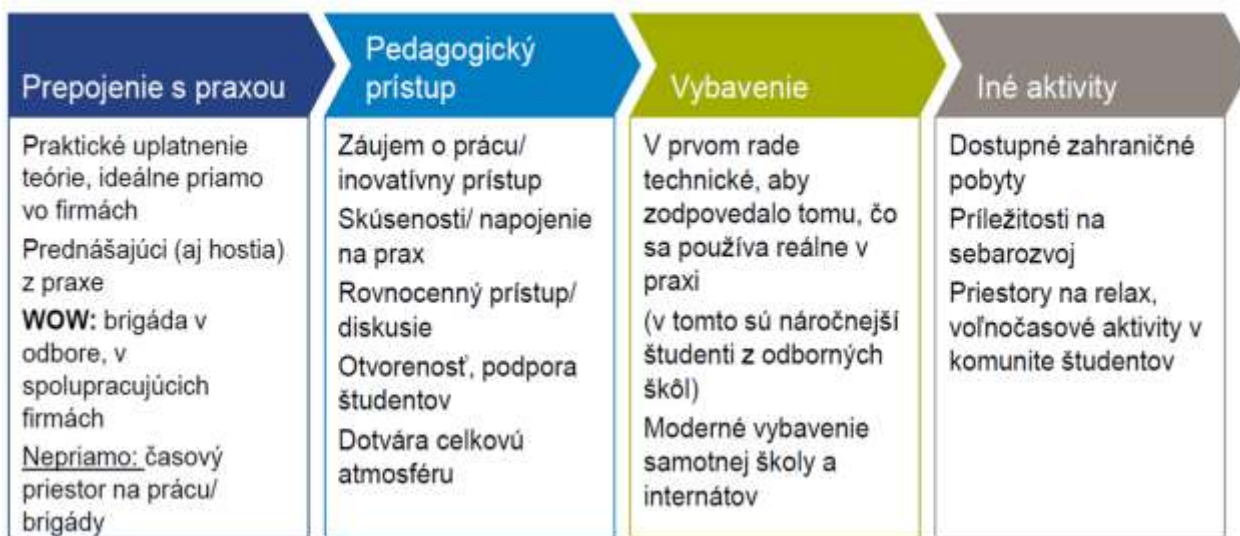 Prepojenie s praxou
Praktické uplatnenie
teórie, ideálne priamo
vo firmách
Prednášajúci (aj hostia)
z praxe
WOW: brigáda v
odbore, v
spolupracujúcich
firmách
Nepriamo: časový
priestor na prácu/
brigády
Pedagogický
prístup
Záujem o prácu/
inovatívny prístup
Skúsenosti/ napojenie
na prax
Rovnocenný prístup/
diskusie
Otvorenosť, podpora
študentov
Dotvára celkovú
atmosféru
Vybavenie
V prvom rade
technické, aby
zodpovedalo tomu, čo
sa používa reálne v
praxi
(v tomto sú náročnejší
študenti z odborných
škôl)
Moderné vybavenie
samotnej školy a
internátov
Iné aktivity
Dostupné zahraničné
pobyty
Príležitosti na
sebarozvoj
Priestory na relax,
voľnočasové aktivity v
komunite študentov